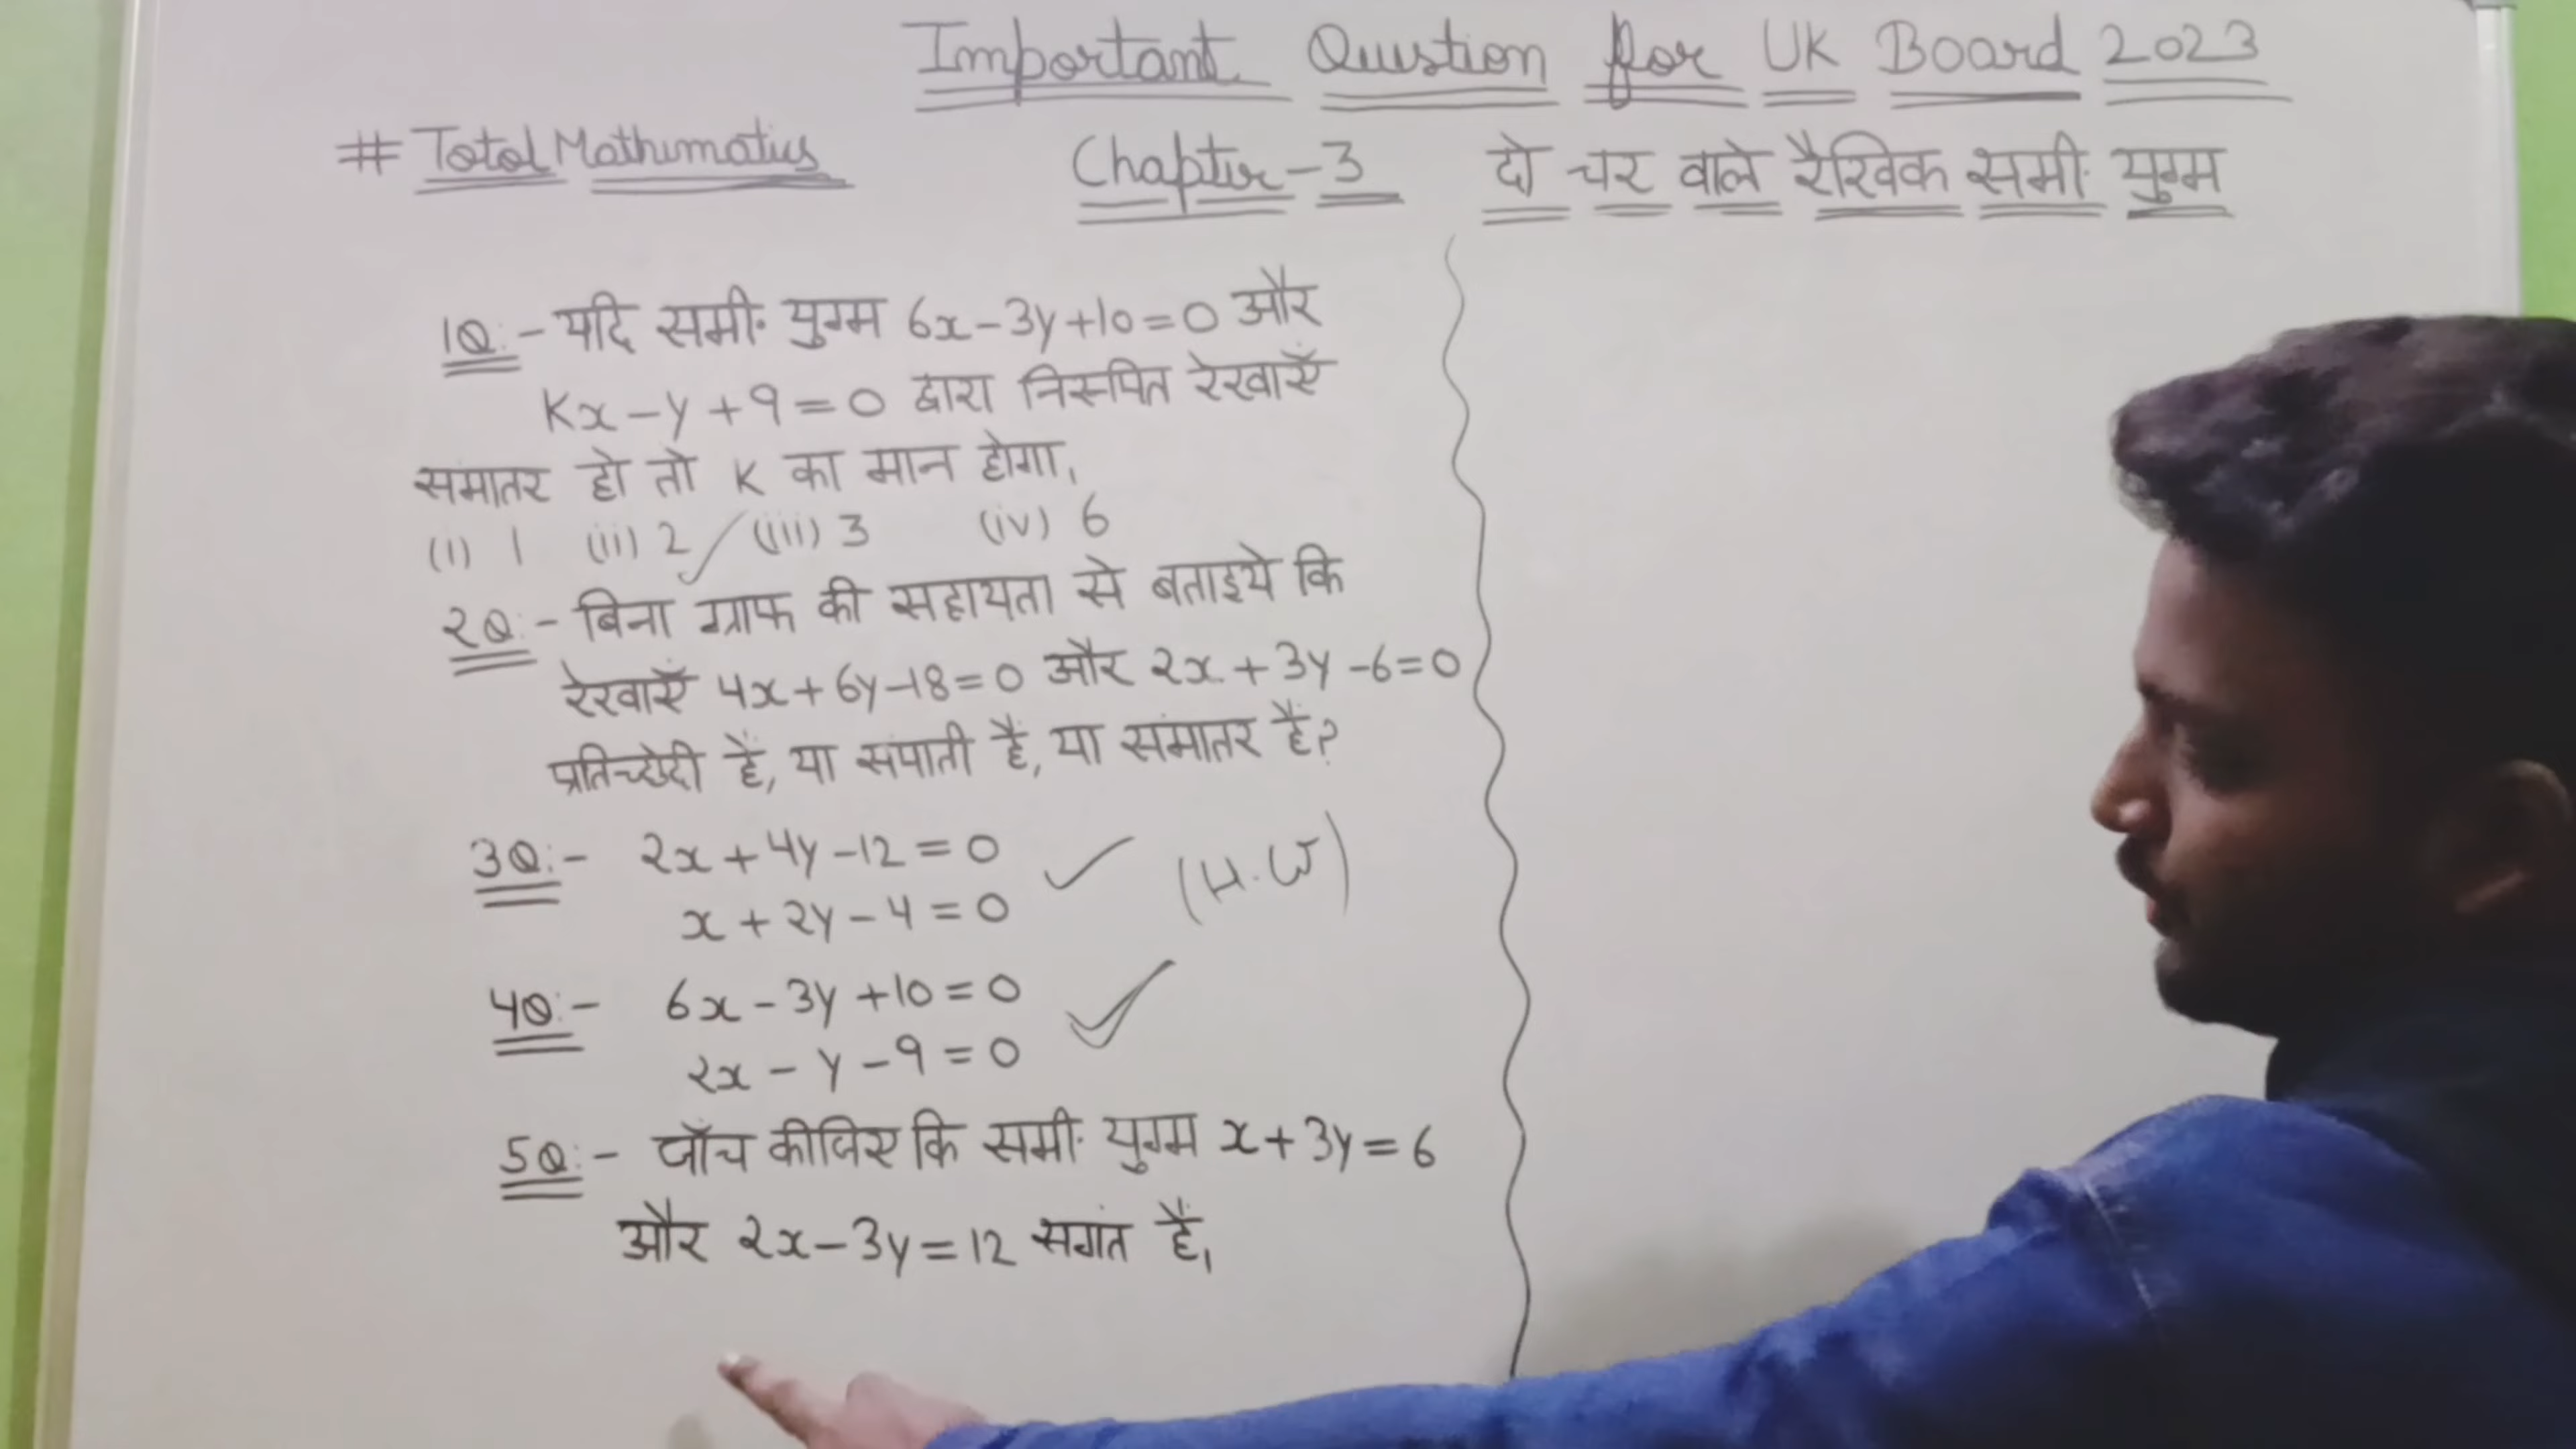 Important Question for UK Board 2023
# Total Mathematics
Chapter-3 दो चर वाले रैखिक समी. युग्म
1Q:- यदि समी. युग्म 6x-3y+10=0 और
Kx-y+9=0 द्वारा निरूपित रेखाएँ
संमातर हो तो K का मान होगा,
(i) 1 (ii) 2 ✓ (iii) 3 (iv) 6
2Q:- बिना ग्राफ की सहायता से बताइये कि
रेखाएँ 4x+6y-18=0 और 2x+3y-6=0
प्रतिच्छेदी हैं, या संपाती हैं, या संमातर हैं?
3Q:- 2x+4y-12=0 ✓ (H.W)
x+2y-4=0
4Q:- 6x-3y+10=0 ✓
2x-y-9=0
5Q:- जाँच कीजिए कि समी. युग्म x+3y=6
और 2x-3y=12 सगंत हैं,